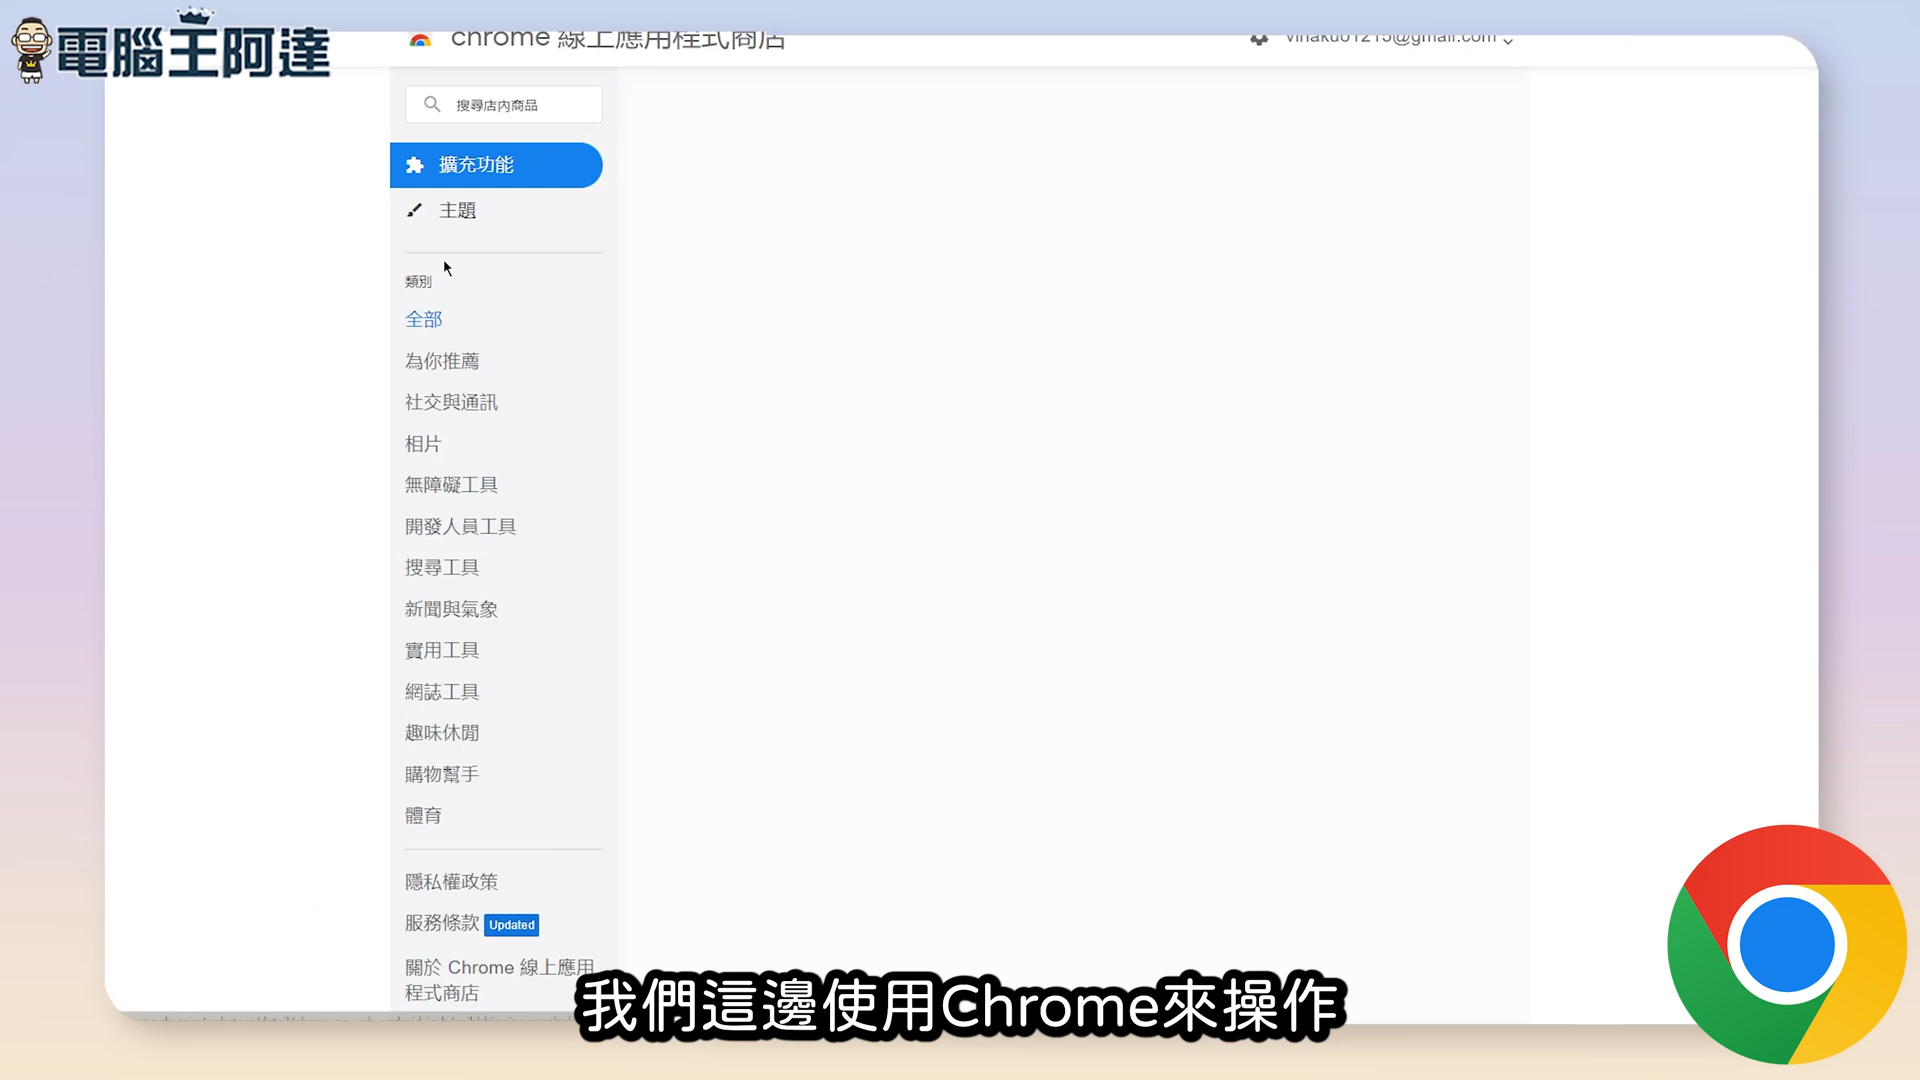 電腦王阿達
chrome 線上應用程式商店
vinakuo1215@gmail.com
搜尋店內商品
擴充功能
主題
類別
全部
為你推薦
社交與通訊
相片
無障礙工具
開發人員工具
搜尋工具
新聞與氣象
實用工具
網誌工具
趣味休閒
購物幫手
體育
隱私權政策
服務條款 Updated
關於 Chrome 線上應用
程式商店
我們這邊使用Chrome來操作